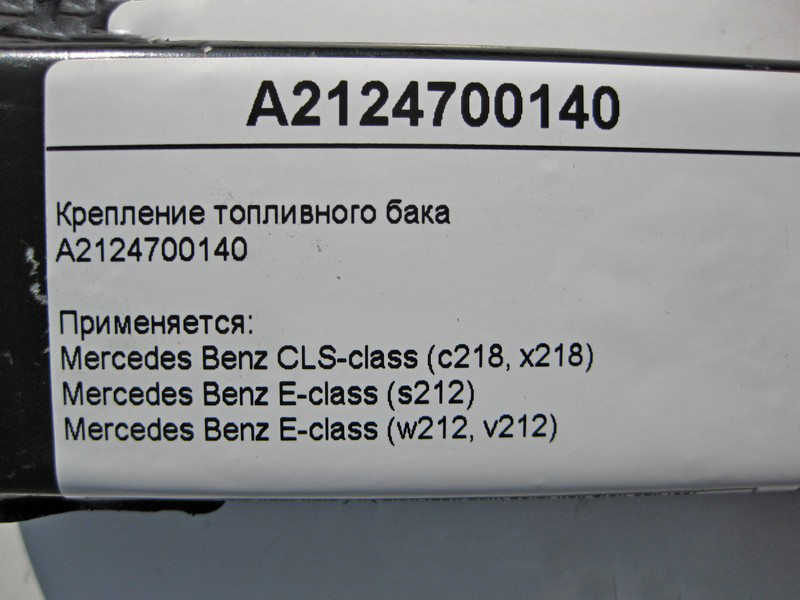 A2124700140
Крепление топливного бака
A2124700140
Применяется:
Mercedes Benz CLS-class (c218, x218)
Mercedes Benz E-class (s212)
Mercedes Benz E-class (w212, v212)